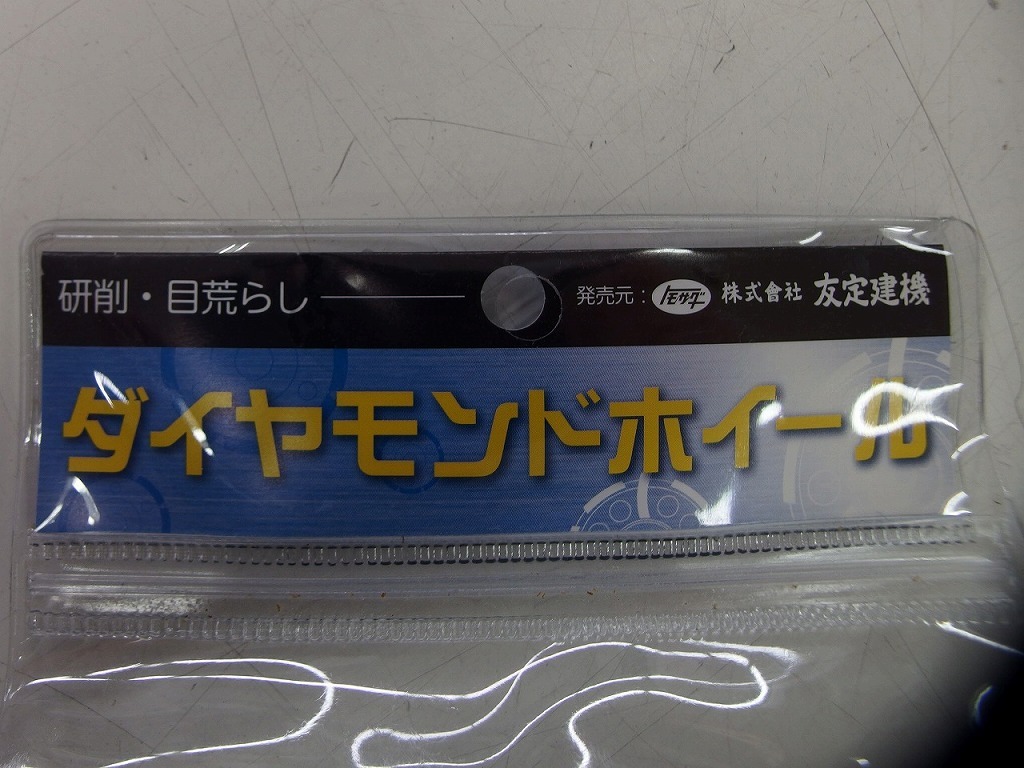 研削・目荒らし
発売元：トモサダ 株式會社 友定建機
ダイヤモンドホイール